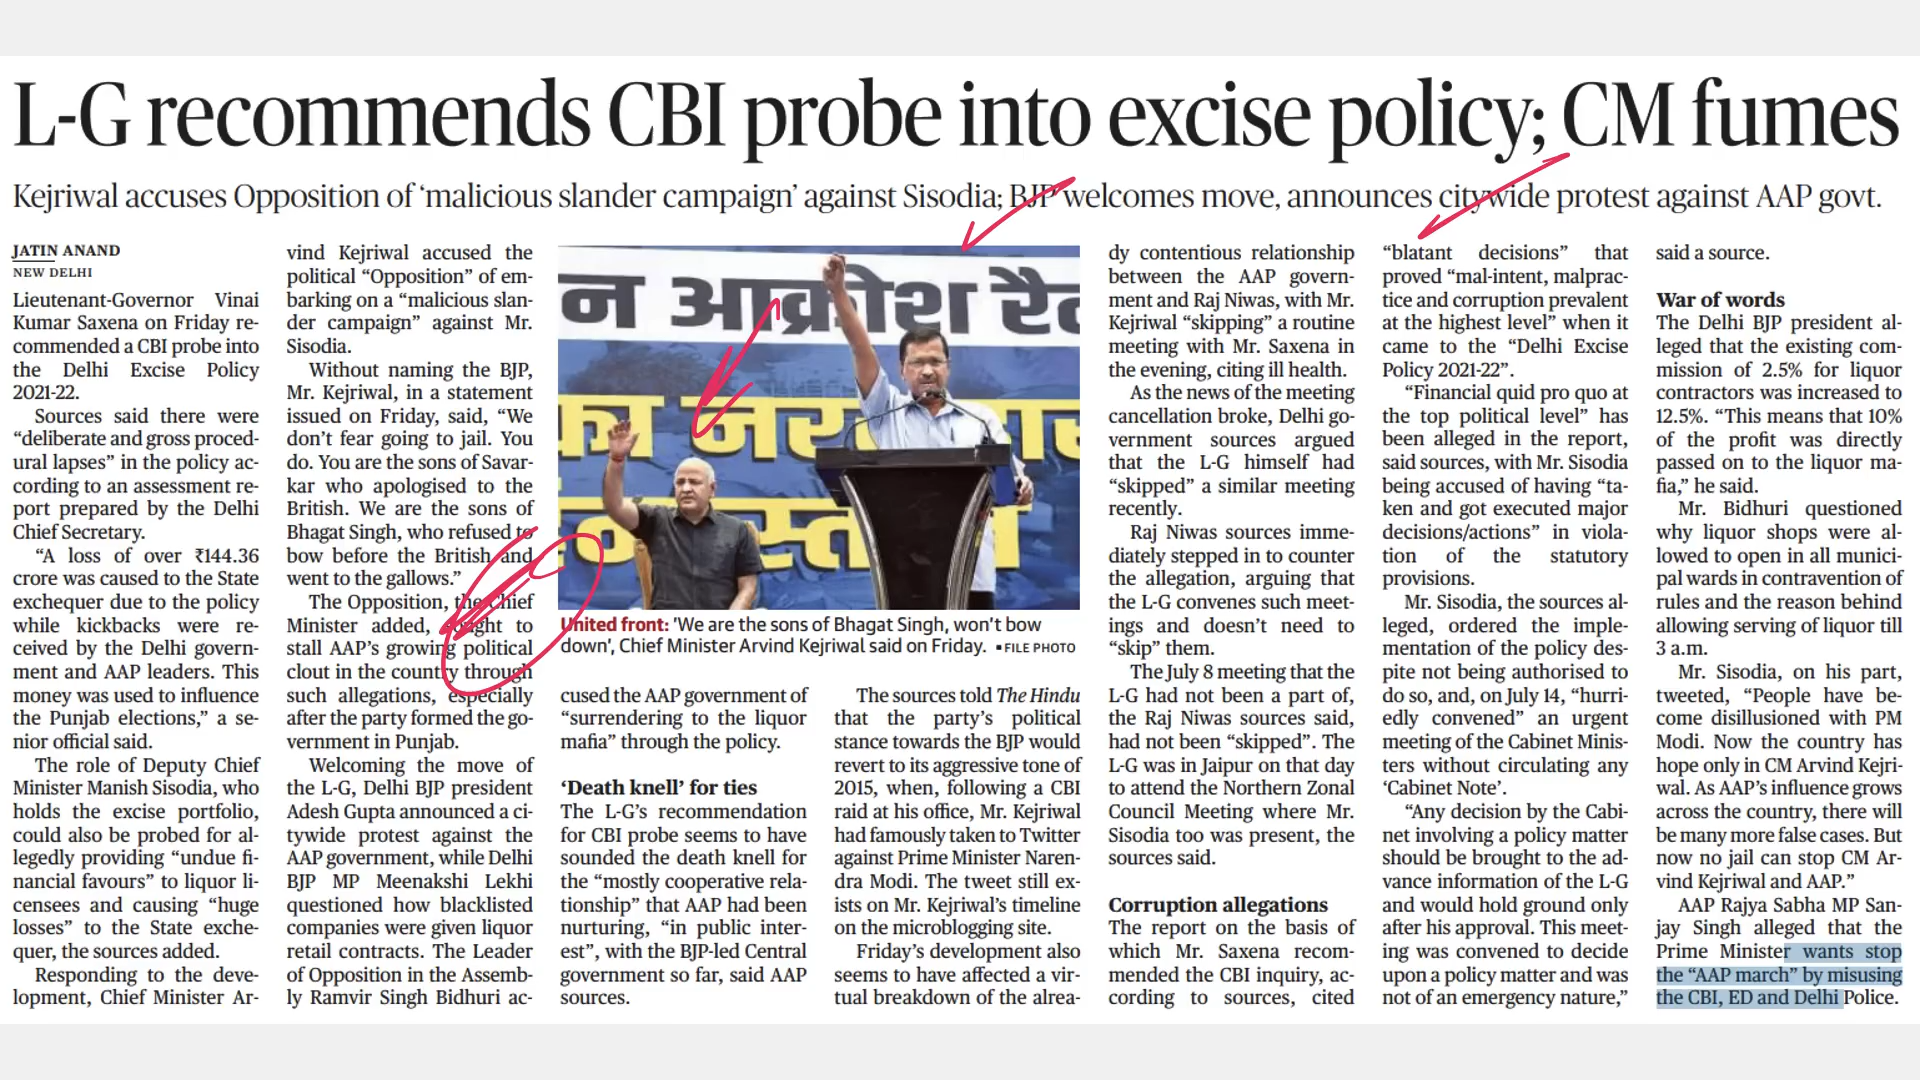 L-G recommends CBI probe into excise policy; CM fumes
Kejriwal accuses Opposition of ‘malicious slander campaign’ against Sisodia; BJP welcomes move, announces citywide protest against AAP govt.
JATIN ANAND
NEW DELHI
Lieutenant-Governor Vinai
Kumar Saxena on Friday re-
commended a CBI probe into
the Delhi Excise Policy
2021-22.
Sources said there were
“deliberate and gross proced-
ural lapses” in the policy ac-
cording to an assessment re-
port prepared by the Delhi
Chief Secretary.
“A loss of over ₹144.36
crore was caused to the State
exchequer due to the policy
while kickbacks were re-
ceived by the Delhi govern-
ment and AAP leaders. This
money was used to influence
the Punjab elections,” a se-
nior official said.
The role of Deputy Chief
Minister Manish Sisodia, who
holds the excise portfolio,
could also be probed for al-
legedly providing “undue fi-
nancial favours” to liquor li-
censees and causing “huge
losses” to the State exche-
quer, the sources added.
Responding to the deve-
lopment, Chief Minister Ar-
vind Kejriwal accused the
political “Opposition” of em-
barking on a “malicious slan-
der campaign” against Mr.
Sisodia.
Without naming the BJP,
Mr. Kejriwal, in a statement
issued on Friday, said, “We
don’t fear going to jail. You
do. You are the sons of Savar-
kar who apologised to the
British. We are the sons of
Bhagat Singh, who refused to
bow before the British and
went to the gallows.”
The Opposition, the Chief
Minister added, sought to
stall AAP’s growing political
clout in the country through
such allegations, especially
after the party formed the go-
vernment in Punjab.
Welcoming the move of
the L-G, Delhi BJP president
Adesh Gupta announced a ci-
tywide protest against the
AAP government, while Delhi
BJP MP Meenakshi Lekhi
questioned how blacklisted
companies were given liquor
retail contracts. The Leader
of Opposition in the Assemb-
ly Ramvir Singh Bidhuri ac-
न आक्रोश रै
United front: ‘We are the sons of Bhagat Singh, won’t bow
down’, Chief Minister Arvind Kejriwal said on Friday. ▪FILE PHOTO
cused the AAP government of
“surrendering to the liquor
mafia” through the policy.
‘Death knell’ for ties
The L-G’s recommendation
for CBI probe seems to have
sounded the death knell for
the “mostly cooperative rela-
tionship” that AAP had been
nurturing, “in public inter-
est”, with the BJP-led Central
government so far, said AAP
sources.
The sources told The Hindu
that the party’s political
stance towards the BJP would
revert to its aggressive tone of
2015, when, following a CBI
raid at his office, Mr. Kejriwal
had famously taken to Twitter
against Prime Minister Naren-
dra Modi. The tweet still ex-
ists on Mr. Kejriwal’s timeline
on the microblogging site.
Friday’s development also
seems to have affected a vir-
tual breakdown of the alrea-
dy contentious relationship
between the AAP govern-
ment and Raj Niwas, with Mr.
Kejriwal “skipping” a routine
meeting with Mr. Saxena in
the evening, citing ill health.
As the news of the meeting
cancellation broke, Delhi go-
vernment sources argued
that the L-G himself had
“skipped” a similar meeting
recently.
Raj Niwas sources imme-
diately stepped in to counter
the allegation, arguing that
the L-G convenes such meet-
ings and doesn’t need to
“skip” them.
The July 8 meeting that the
L-G had not been a part of,
the Raj Niwas sources said,
had not been “skipped”. The
L-G was in Jaipur on that day
to attend the Northern Zonal
Council Meeting where Mr.
Sisodia too was present, the
sources said.
Corruption allegations
The report on the basis of
which Mr. Saxena recom-
mended the CBI inquiry, ac-
cording to sources, cited
“blatant decisions” that
proved “mal-intent, malprac-
tice and corruption prevalent
at the highest level” when it
came to the “Delhi Excise
Policy 2021-22”.
“Financial quid pro quo at
the top political level” has
been alleged in the report,
said sources, with Mr. Sisodia
being accused of having “ta-
ken and got executed major
decisions/actions” in viola-
tion of the statutory
provisions.
Mr. Sisodia, the sources al-
leged, ordered the imple-
mentation of the policy des-
pite not being authorised to
do so, and, on July 14, “hurri-
edly convened” an urgent
meeting of the Cabinet Minis-
ters without circulating any
‘Cabinet Note’.
“Any decision by the Cabi-
net involving a policy matter
should be brought to the ad-
vance information of the L-G
and would hold ground only
after his approval. This meet-
ing was convened to decide
upon a policy matter and was
not of an emergency nature,”
said a source.
War of words
The Delhi BJP president al-
leged that the existing com-
mission of 2.5% for liquor
contractors was increased to
12.5%. “This means that 10%
of the profit was directly
passed on to the liquor ma-
fia,” he said.
Mr. Bidhuri questioned
why liquor shops were al-
lowed to open in all munici-
pal wards in contravention of
rules and the reason behind
allowing serving of liquor till
3 a.m.
Mr. Sisodia, on his part,
tweeted, “People have be-
come disillusioned with PM
Modi. Now the country has
hope only in CM Arvind Kejri-
wal. As AAP’s influence grows
across the country, there will
be many more false cases. But
now no jail can stop CM Ar-
vind Kejriwal and AAP.”
AAP Rajya Sabha MP San-
jay Singh alleged that the
Prime Minister wants stop
the “AAP march” by misusing
the CBI, ED and Delhi Police.